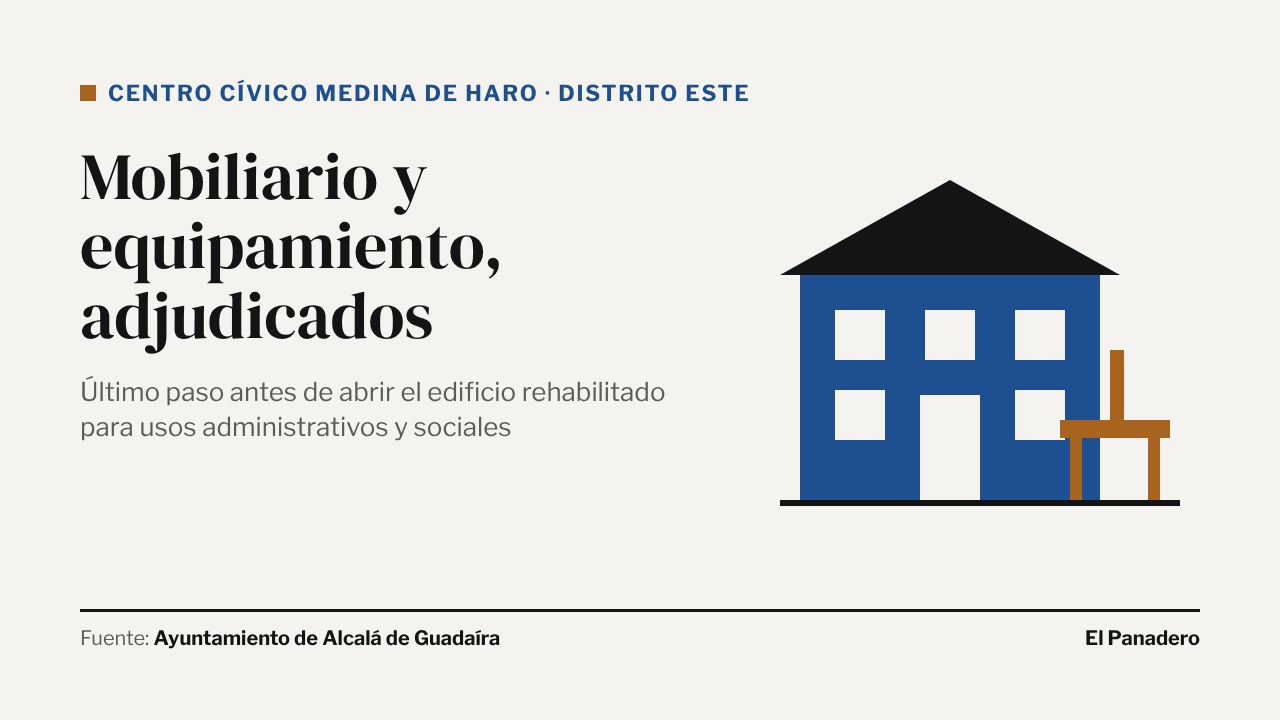 CENTRO CÍVICO MEDINA DE HARO · DISTRITO ESTE
Mobiliario y
equipamiento,
adjudicados
Último paso antes de abrir el edificio rehabilitado
para usos administrativos y sociales
Fuente: Ayuntamiento de Alcalá de Guadaíra
El Panadero